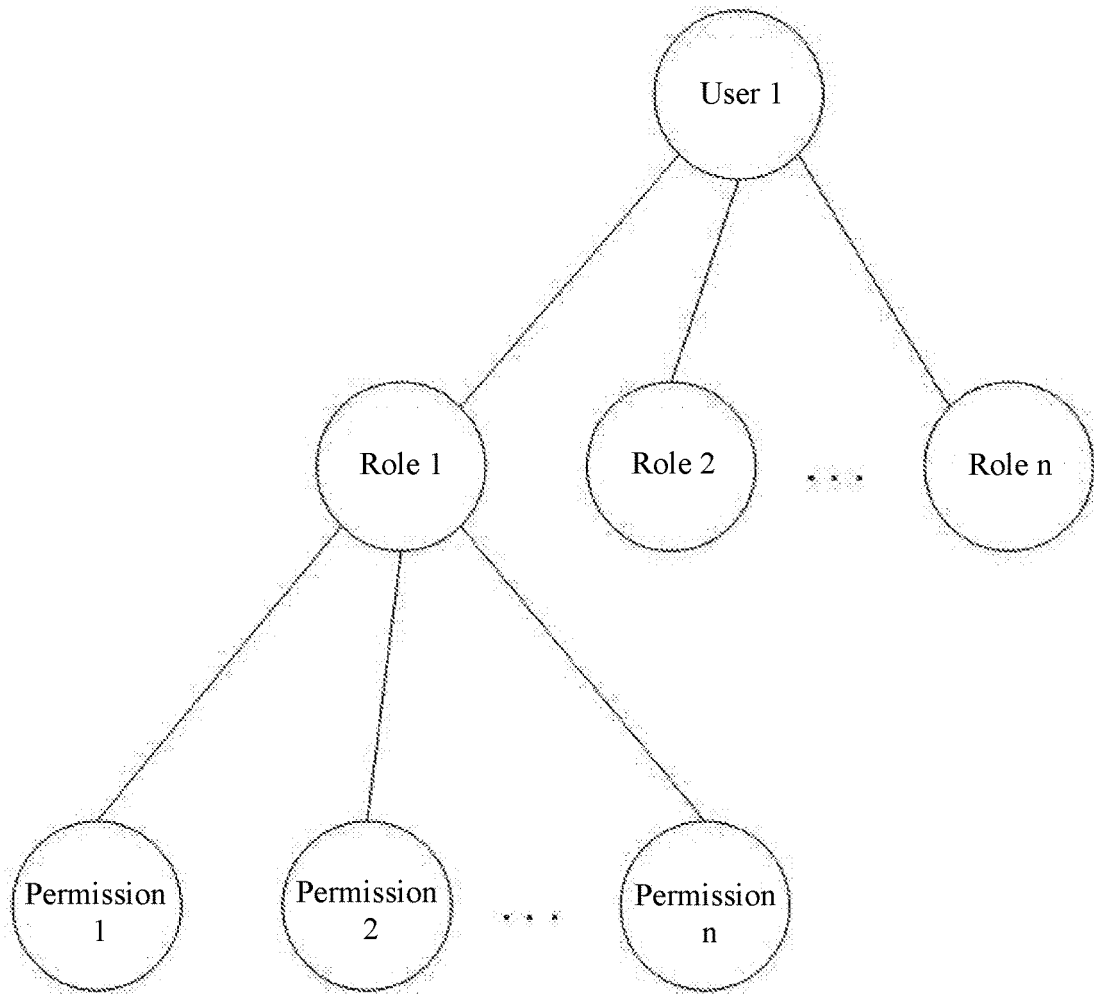 User 1
Role 1
Role 2
. . .
Role n
Permission
1
Permission
2
. . .
Permission
n